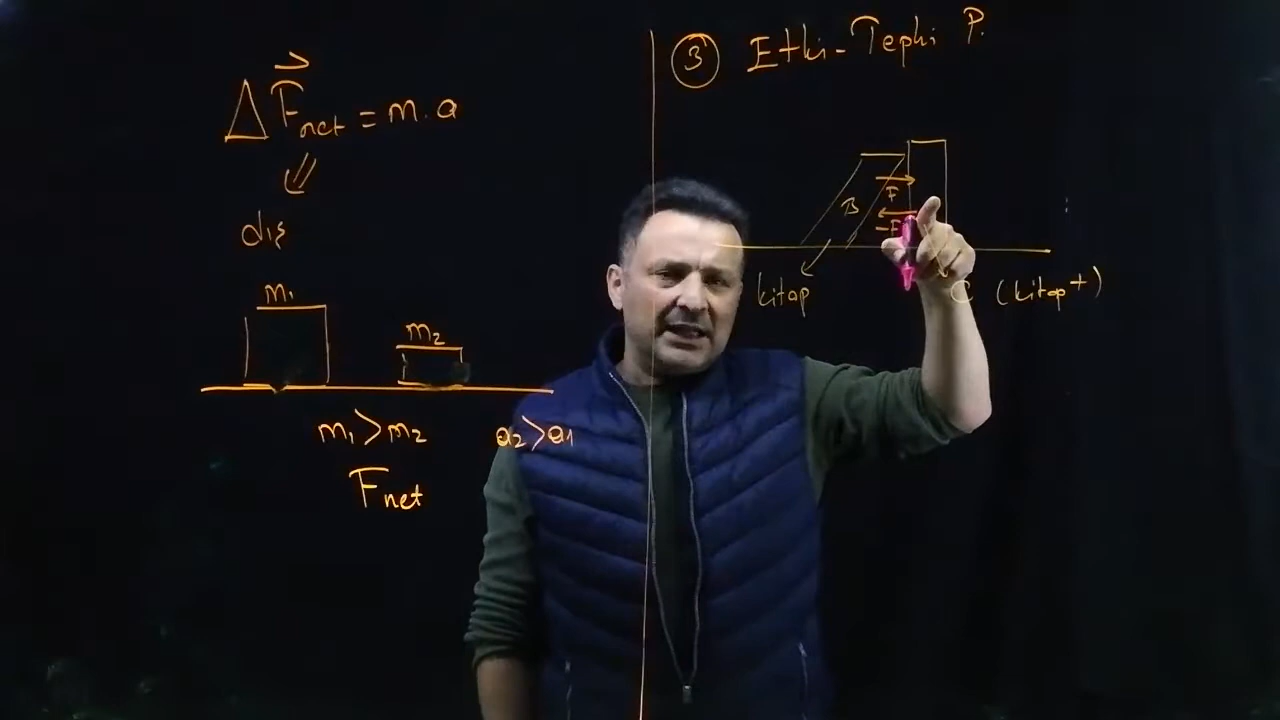 ΔF⃗net = m.a
dış
m₁
m₂
m₁ > m₂
a₂ > a₁
Fnet
③ Etki-Tepki P.
F
B
-F
kitap
C (kitap+)